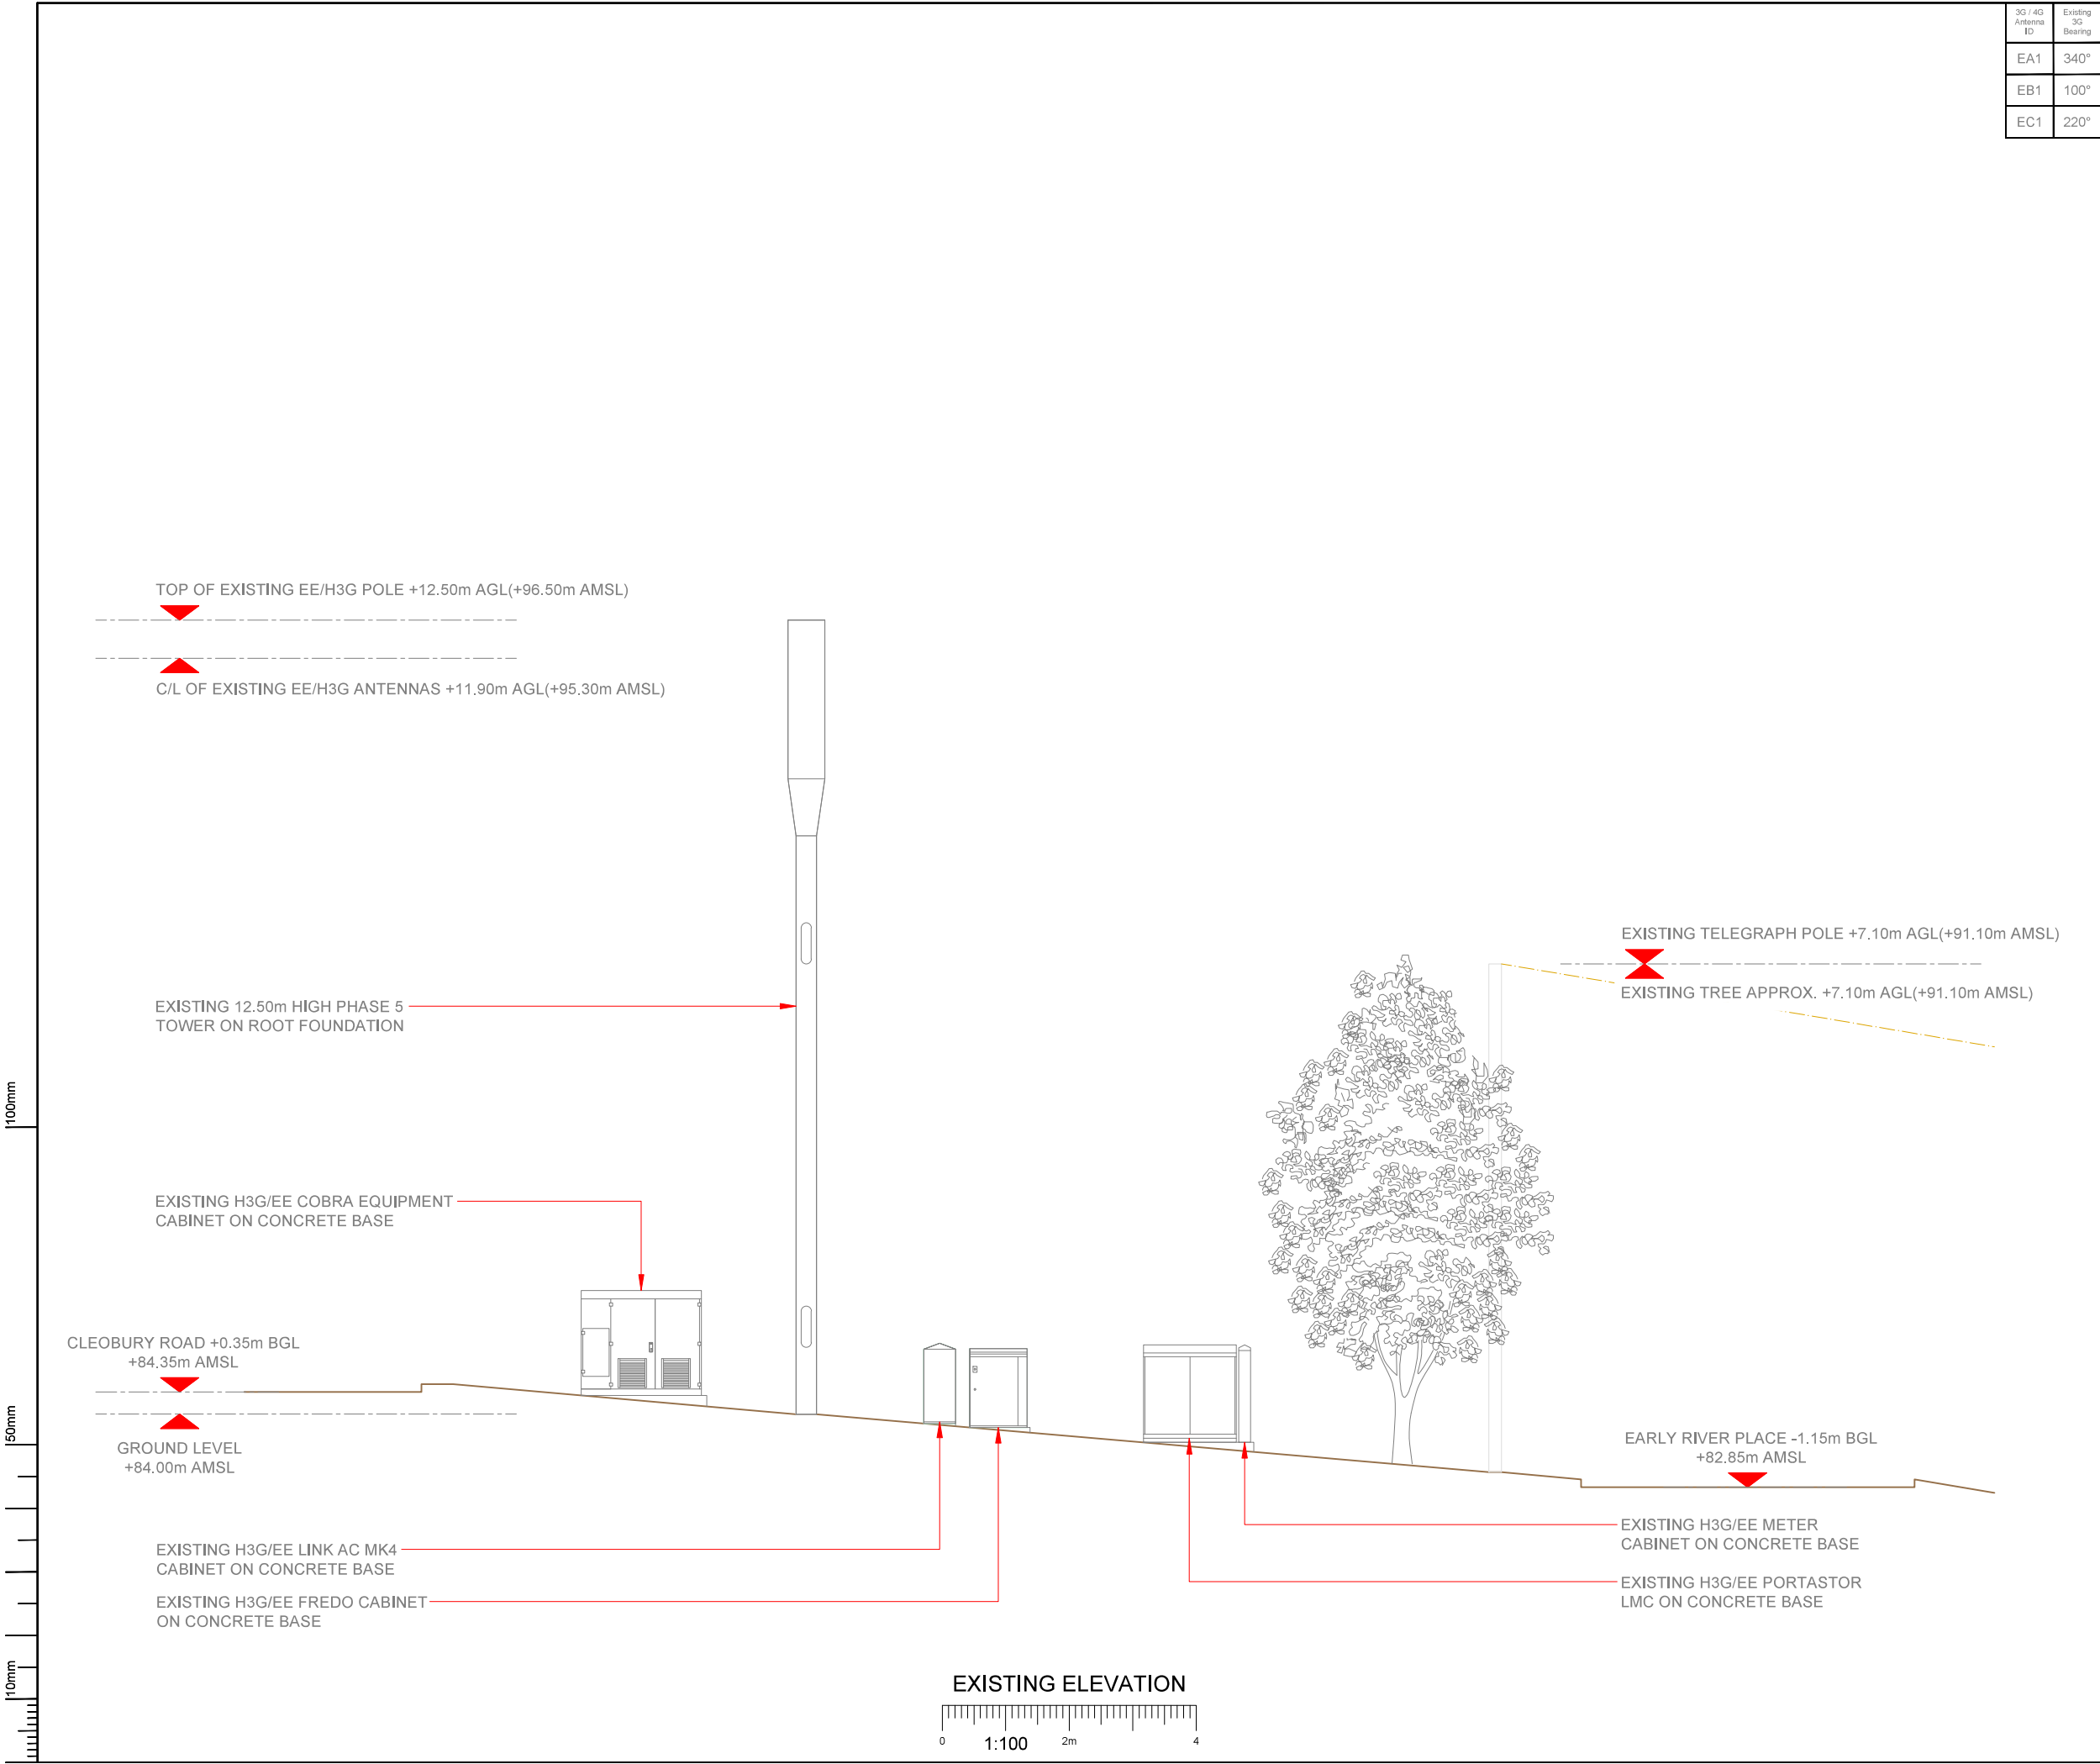 3G / 4G Antenna ID
Existing 3G Bearing
EA1 340°
EB1 100°
EC1 220°
TOP OF EXISTING EE/H3G POLE +12.50m AGL(+96.50m AMSL)
C/L OF EXISTING EE/H3G ANTENNAS +11.90m AGL(+95.30m AMSL)
EXISTING TELEGRAPH POLE +7.10m AGL(+91.10m AMSL)
EXISTING TREE APPROX. +7.10m AGL(+91.10m AMSL)
EXISTING 12.50m HIGH PHASE 5
TOWER ON ROOT FOUNDATION
100mm
EXISTING H3G/EE COBRA EQUIPMENT
CABINET ON CONCRETE BASE
CLEOBURY ROAD +0.35m BGL
+84.35m AMSL
50mm
GROUND LEVEL
+84.00m AMSL
EARLY RIVER PLACE -1.15m BGL
+82.85m AMSL
EXISTING H3G/EE METER
CABINET ON CONCRETE BASE
EXISTING H3G/EE LINK AC MK4
CABINET ON CONCRETE BASE
EXISTING H3G/EE PORTASTOR
LMC ON CONCRETE BASE
EXISTING H3G/EE FREDO CABINET
ON CONCRETE BASE
10mm
EXISTING ELEVATION
0 1:100 2m 4